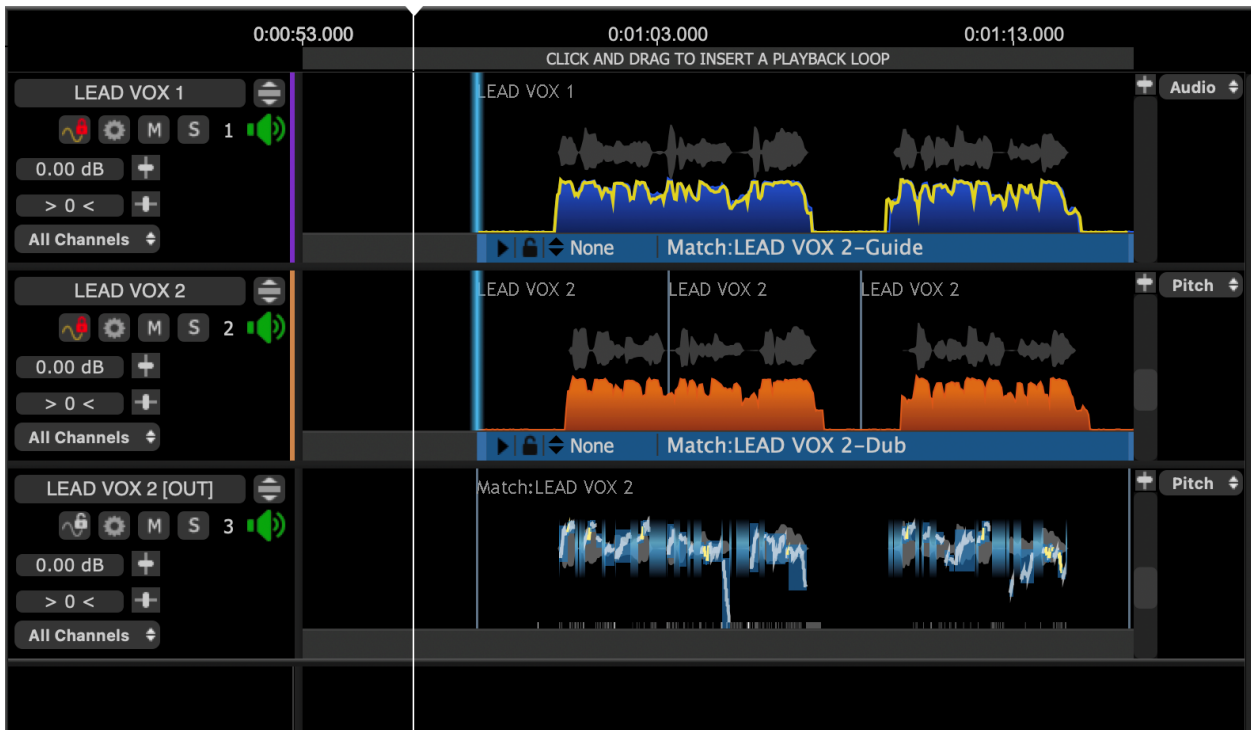 0:00:53.000 0:01:03.000 0:01:13.000
CLICK AND DRAG TO INSERT A PLAYBACK LOOP
LEAD VOX 1
M S 1
0.00 dB
> 0 <
All Channels
LEAD VOX 1
None Match:LEAD VOX 2-Guide
Audio
LEAD VOX 2
M S 2
0.00 dB
> 0 <
All Channels
LEAD VOX 2 LEAD VOX 2 LEAD VOX 2
None Match:LEAD VOX 2-Dub
Pitch
LEAD VOX 2 [OUT]
M S 3
0.00 dB
> 0 <
All Channels
Match:LEAD VOX 2
Pitch